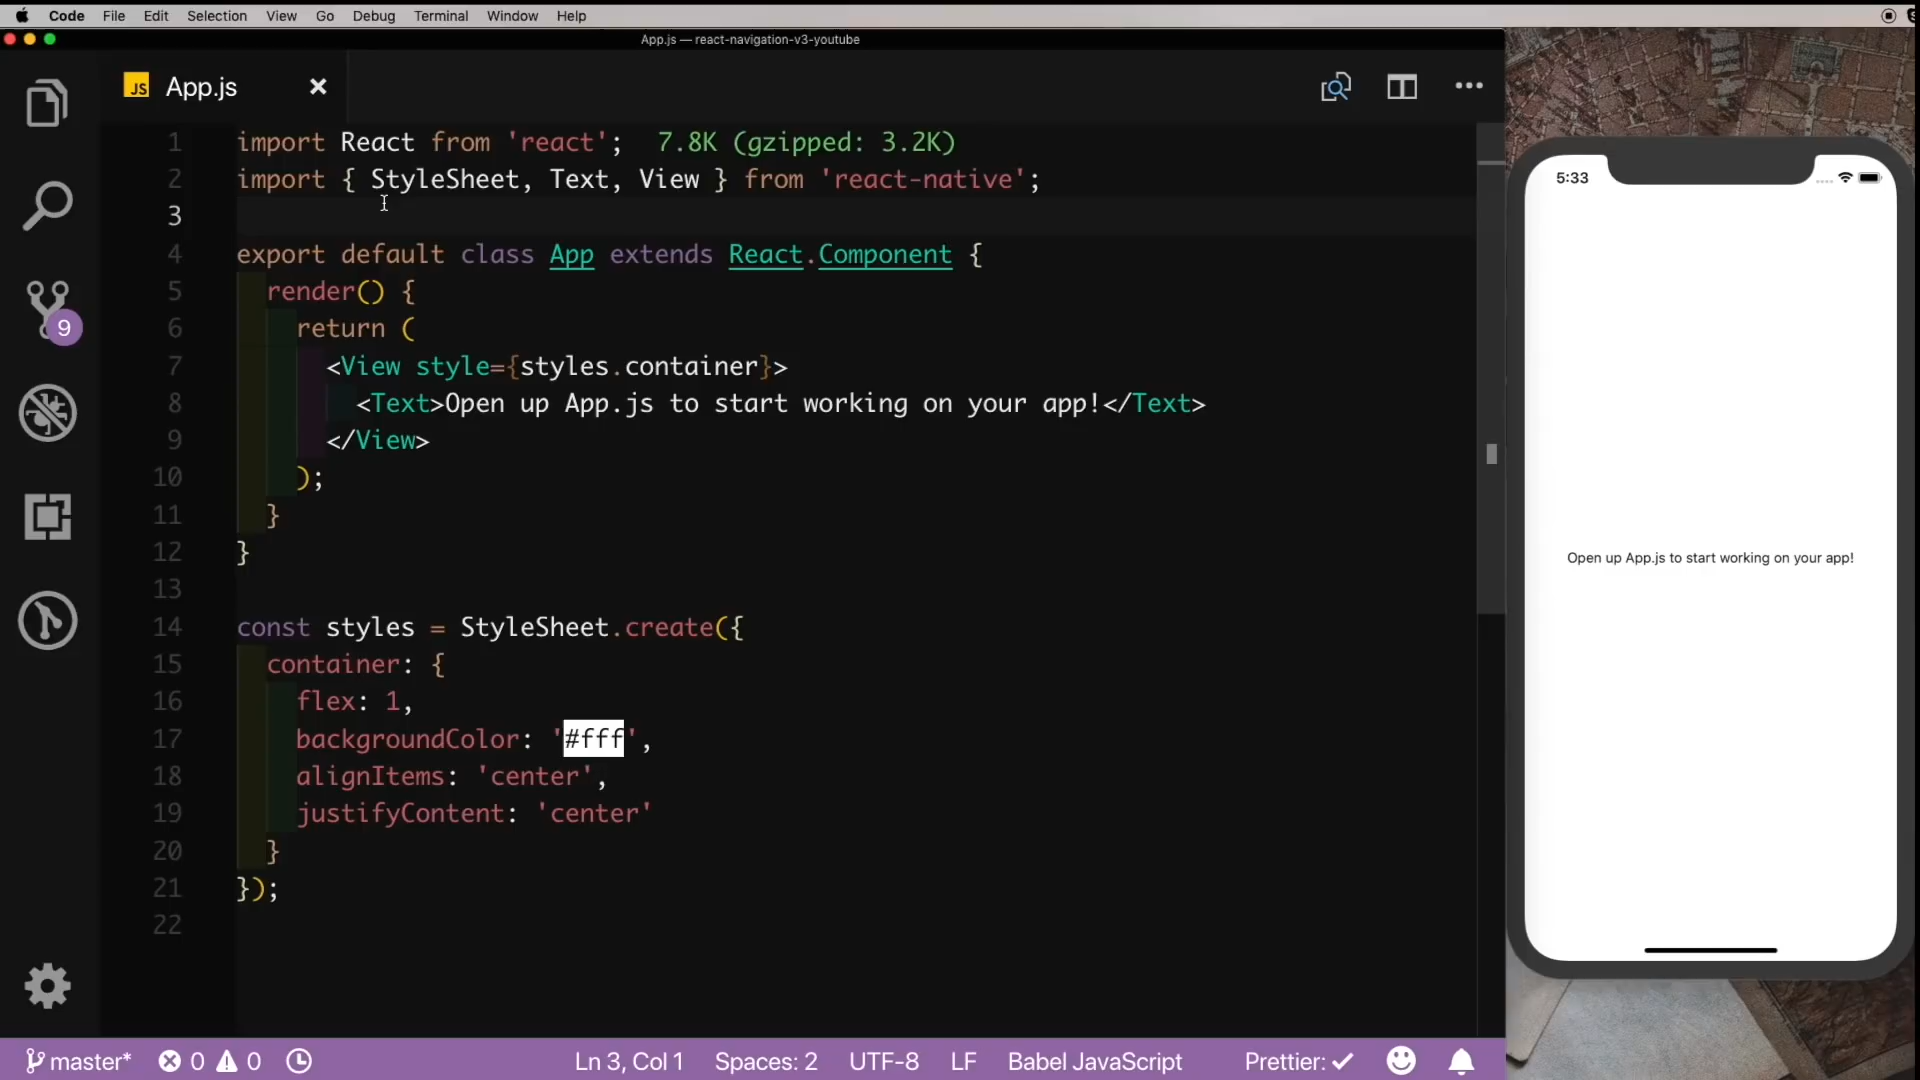 Code File Edit Selection View Go Debug Terminal Window Help
App.js — react-navigation-v3-youtube
JS App.js
1 import React from 'react'; 7.8K (gzipped: 3.2K)
2 import { StyleSheet, Text, View } from 'react-native';
3
4 export default class App extends React.Component {
5 render() {
6 return (
7 <View style={styles.container}>
8 <Text>Open up App.js to start working on your app!</Text>
9 </View>
10 );
11 }
12 }
13
14 const styles = StyleSheet.create({
15 container: {
16 flex: 1,
17 backgroundColor: '#fff',
18 alignItems: 'center',
19 justifyContent: 'center'
20 }
21 });
22
9
5:33
Open up App.js to start working on your app!
master* 0 0 Ln 3, Col 1 Spaces: 2 UTF-8 LF Babel JavaScript Prettier: ✓